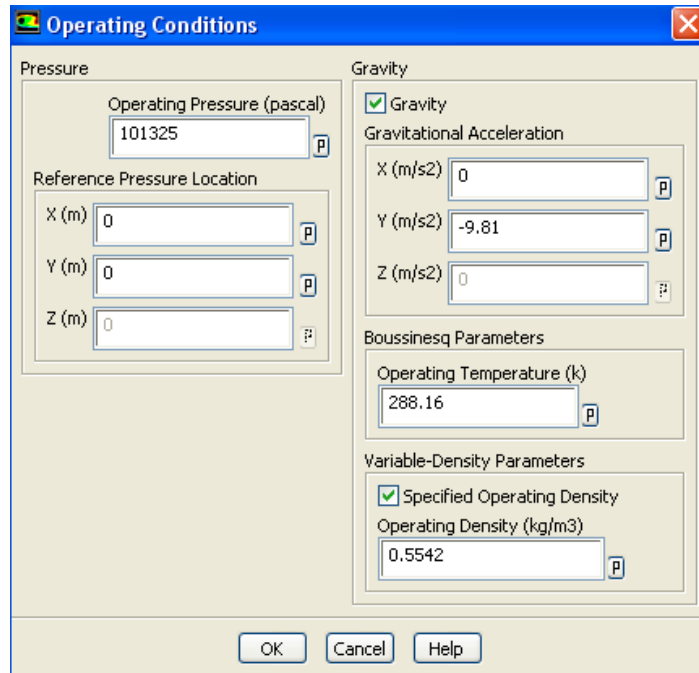 Operating Conditions
Pressure
Operating Pressure (pascal)
101325
P
Reference Pressure Location
X (m) 0 P
Y (m) 0 P
Z (m) 0 P
Gravity
Gravity
Gravitational Acceleration
X (m/s2) 0 P
Y (m/s2) -9.81 P
Z (m/s2) 0 P
Boussinesq Parameters
Operating Temperature (k)
288.16 P
Variable-Density Parameters
Specified Operating Density
Operating Density (kg/m3)
0.5542 P
OK Cancel Help